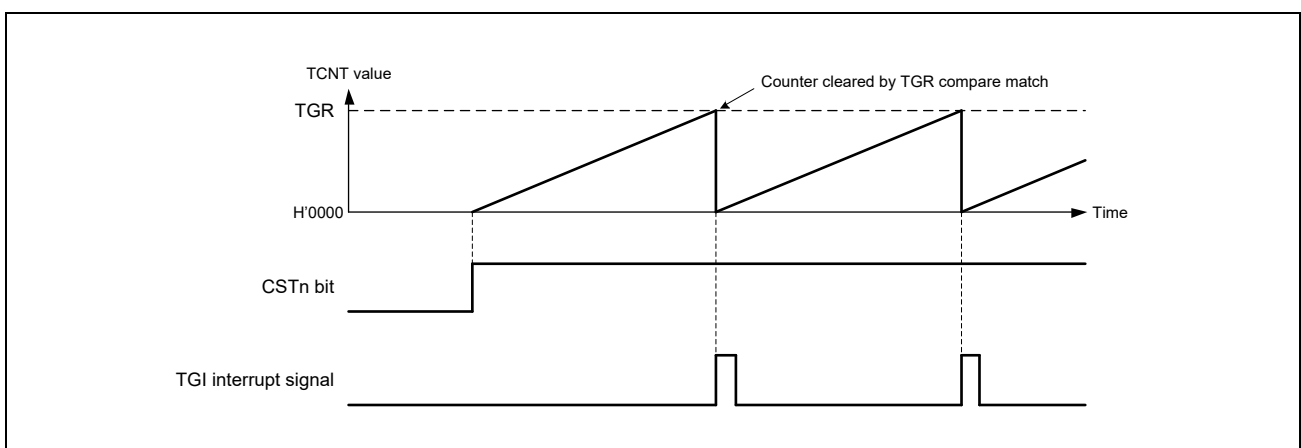 TCNT value
Counter cleared by TGR compare match
TGR
H'0000
Time
CSTn bit
TGI interrupt signal